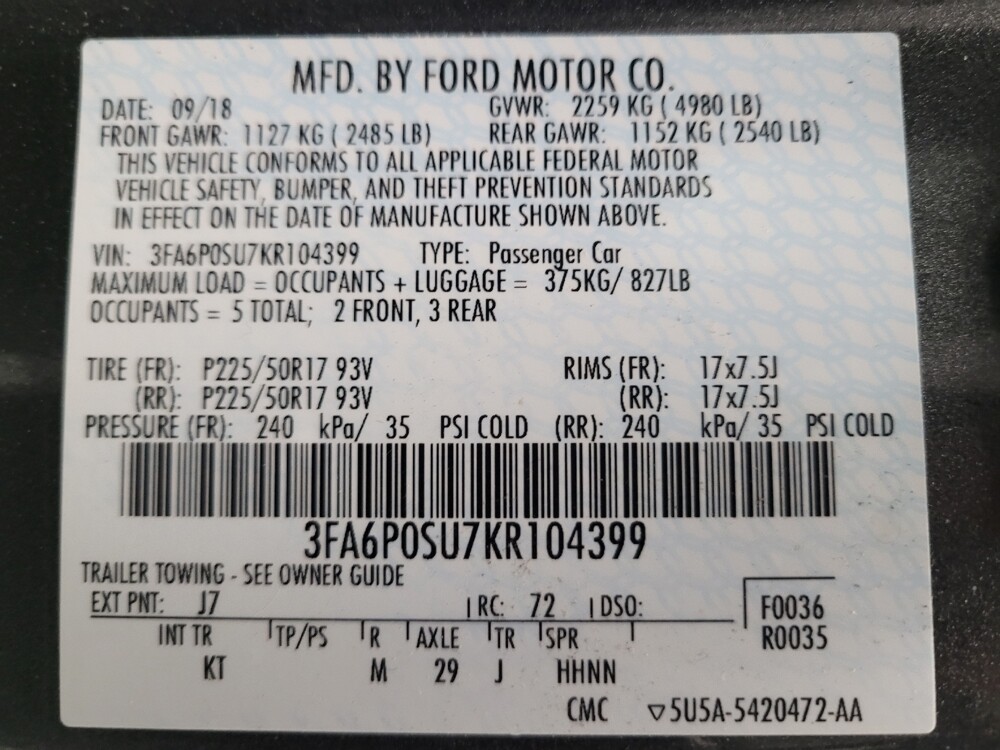 MFD. BY FORD MOTOR CO.
DATE: 09/18 GVWR: 2259 KG ( 4980 LB)
FRONT GAWR: 1127 KG ( 2485 LB) REAR GAWR: 1152 KG ( 2540 LB)
THIS VEHICLE CONFORMS TO ALL APPLICABLE FEDERAL MOTOR
VEHICLE SAFETY, BUMPER, AND THEFT PREVENTION STANDARDS
IN EFFECT ON THE DATE OF MANUFACTURE SHOWN ABOVE.
VIN: 3FA6P0SU7KR104399 TYPE: Passenger Car
MAXIMUM LOAD = OCCUPANTS + LUGGAGE = 375KG/ 827LB
OCCUPANTS = 5 TOTAL; 2 FRONT, 3 REAR
TIRE (FR): P225/50R17 93V RIMS (FR): 17x7.5J
(RR): P225/50R17 93V (RR): 17x7.5J
PRESSURE (FR): 240 kPa/ 35 PSI COLD (RR): 240 kPa/ 35 PSI COLD
3FA6P0SU7KR104399
TRAILER TOWING - SEE OWNER GUIDE
EXT PNT: J7 RC: 72 DSO: F0036
INT TR TP/PS R AXLE TR SPR R0035
KT M 29 J HHNN
CMC ▽5U5A-5420472-AA